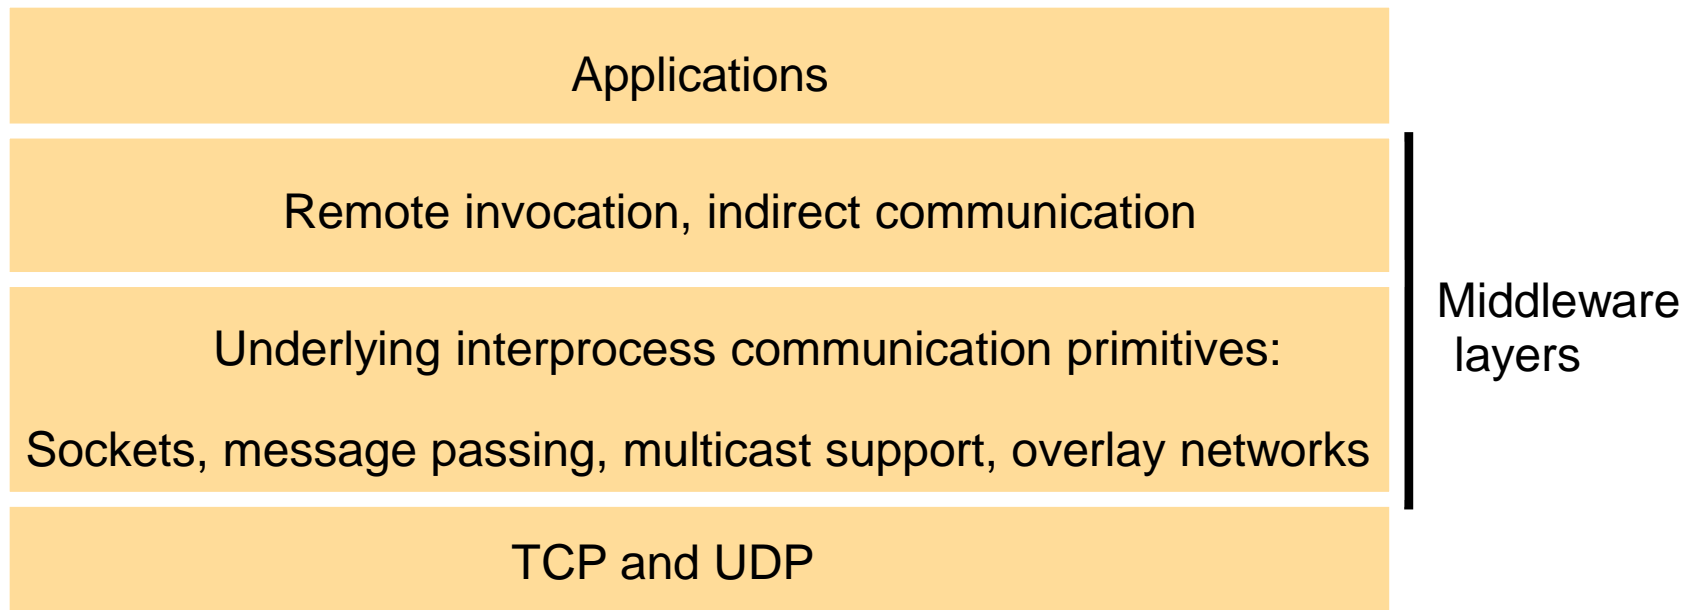 Applications
Remote invocation, indirect communication
Middleware
layers
Underlying interprocess communication primitives:
Sockets, message passing, multicast support, overlay networks
TCP and UDP